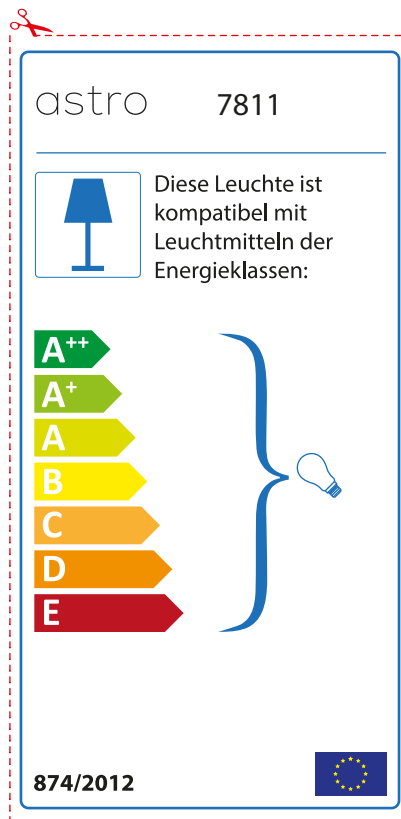 astro 7811
Diese Leuchte ist
kompatibel mit
Leuchtmitteln der
Energieklassen:
A++
A+
A
B
C
D
E
874/2012